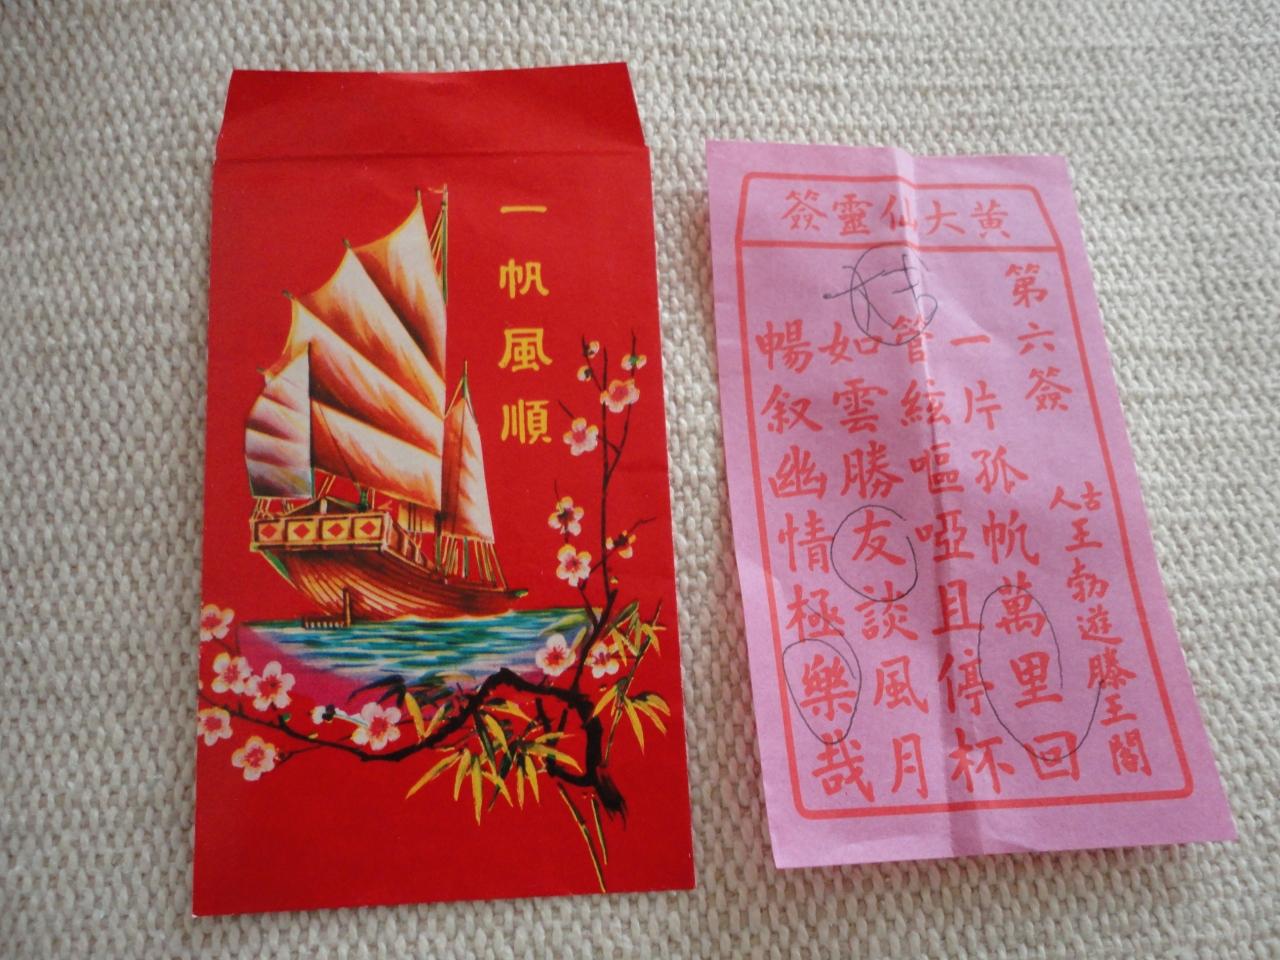 一帆風順
黃大仙靈簽
第六簽
古人王勃遊滕王閣
一片孤帆萬里回
管絃嘔啞且停杯
如雲勝友談風月
暢叙幽情極樂哉